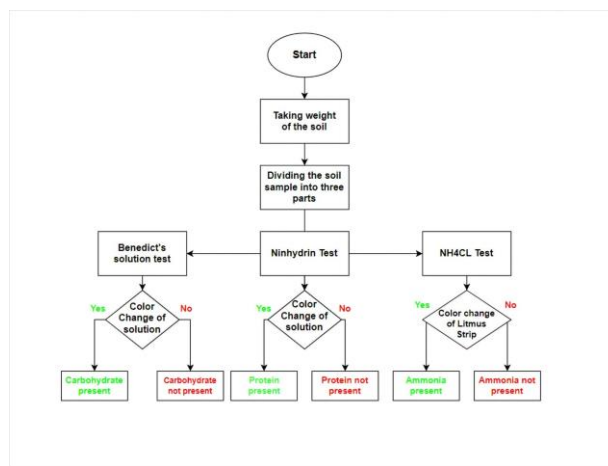 Start
Taking weight
of the soil
Dividing the soil
sample into three
parts
Benedict's
solution test
Ninhydrin Test
NH4CL Test
Yes
Color
Change of
solution
No
Yes
Color
Change of
solution
No
Yes
Color change
of Litmus
Strip
No
Carbohydrate
present
Carbohydrate
not present
Protein
present
Protein not
present
Ammonia
present
Ammonia not
present